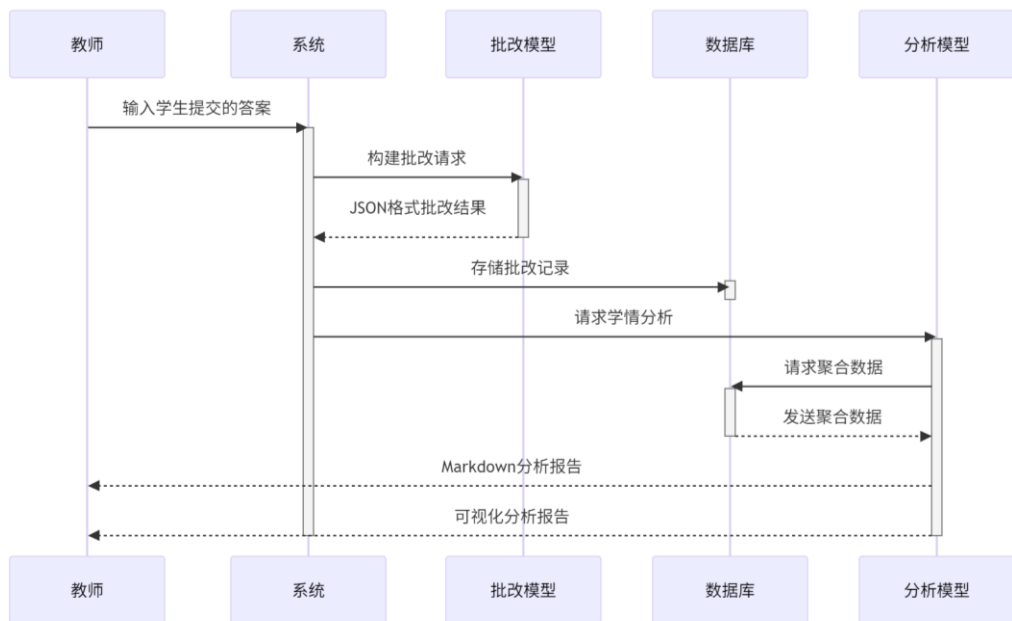 教师 系统 批改模型 数据库 分析模型
输入学生提交的答案
构建批改请求
JSON格式批改结果
存储批改记录
请求学情分析
请求聚合数据
发送聚合数据
Markdown分析报告
可视化分析报告
教师 系统 批改模型 数据库 分析模型